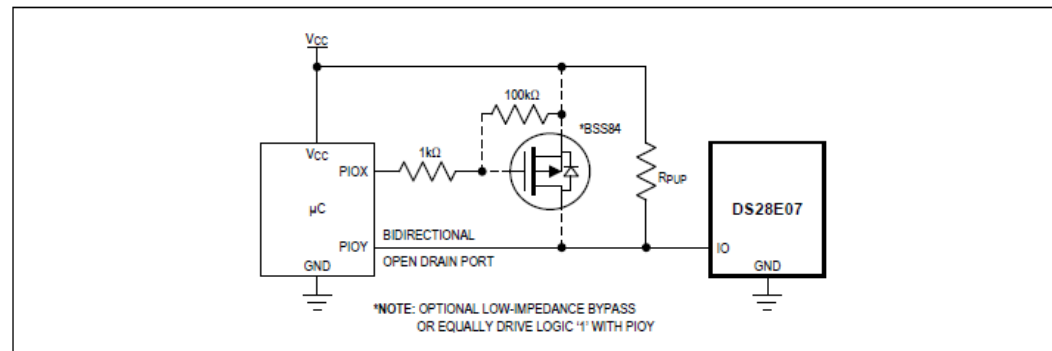 VCC
100kΩ
*BSS84
1kΩ
VCC
PIOX
RPUP
µC
DS28E07
BIDIRECTIONAL
PIOY
IO
OPEN DRAIN PORT
GND
GND
*NOTE: OPTIONAL LOW-IMPEDANCE BYPASS
OR EQUALLY DRIVE LOGIC ‘1’ WITH PIOY